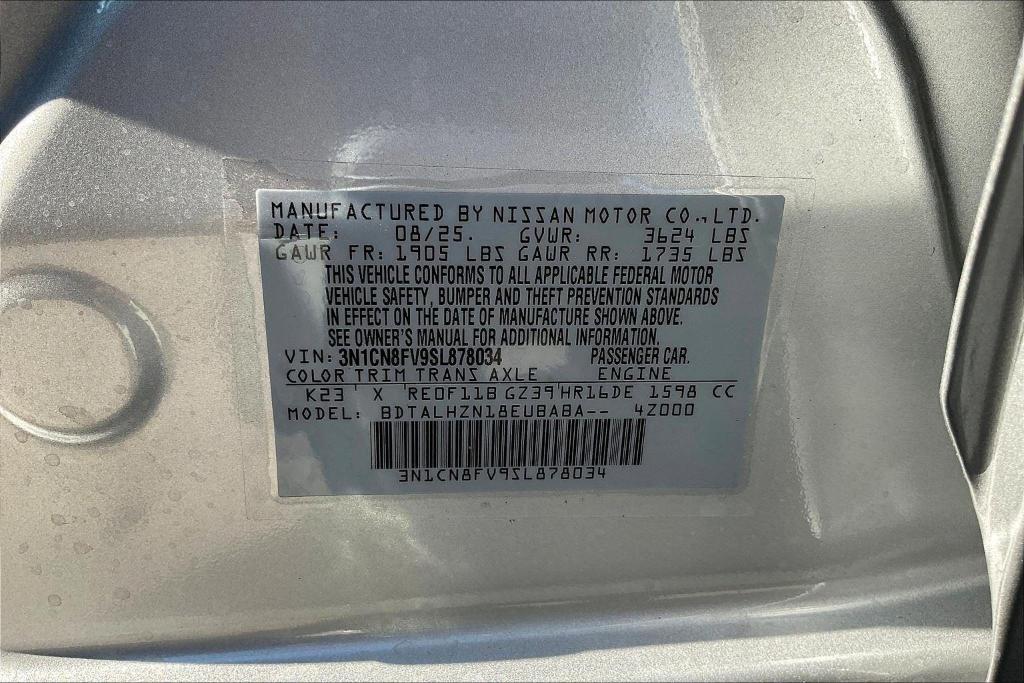 MANUFACTURED BY NISSAN MOTOR CO.,LTD.
DATE: 08/25. GVWR: 3624 LBS
GAWR FR: 1905 LBS GAWR RR: 1735 LBS
THIS VEHICLE CONFORMS TO ALL APPLICABLE FEDERAL MOTOR
VEHICLE SAFETY, BUMPER AND THEFT PREVENTION STANDARDS
IN EFFECT ON THE DATE OF MANUFACTURE SHOWN ABOVE.
SEE OWNER'S MANUAL FOR ADDITIONAL INFORMATION.
VIN: 3N1CN8FV9SL878034 PASSENGER CAR.
COLOR TRIM TRANS AXLE ENGINE
K23 X RE0F11B GZ39 HR16DE 1598 CC
MODEL: BDTALHZN18EUBABA-- 4Z000
3N1CN8FV9SL878034